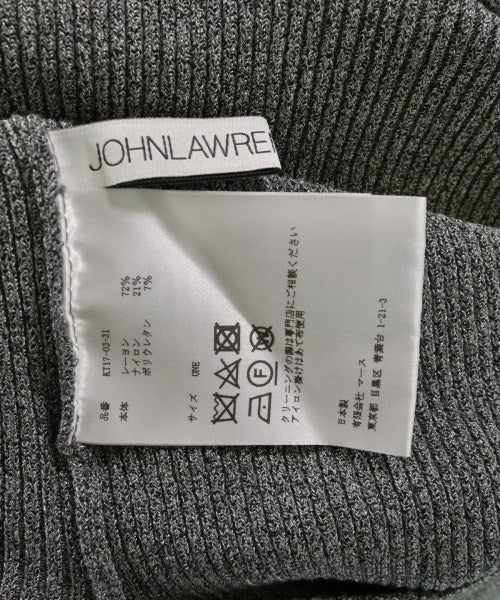 JOHNLAWRE
品番 KT17-03-31
本体 レーヨン 72%
ナイロン 21%
ポリウレタン 7%
サイズ ONE
クリーニングの際は専門店にご相談ください
アイロン掛けはあて布使用
日本製
有限会社 マース
東京都 目黒区 青葉台 1-21-3